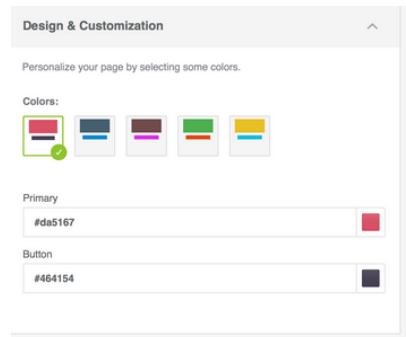 Design & Customization
Personalize your page by selecting some colors.
Colors:
Primary
#da5167
Button
#464154